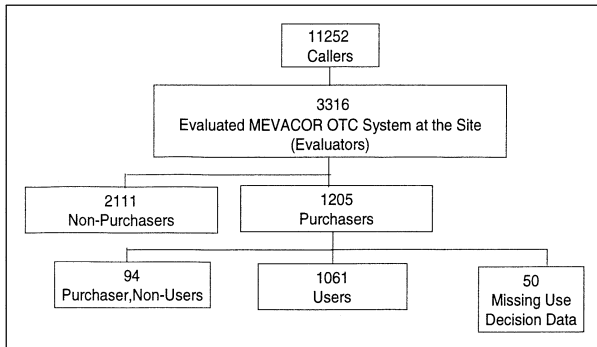 11252
Callers
3316
Evaluated MEVACOR OTC System at the Site
(Evaluators)
2111
Non-Purchasers
1205
Purchasers
94
Purchaser,Non-Users
1061
Users
50
Missing Use
Decision Data